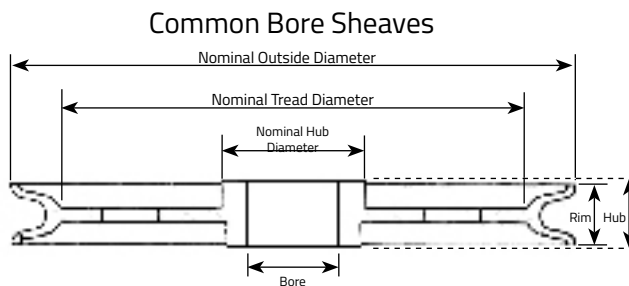 Common Bore Sheaves
Nominal Outside Diameter
Nominal Tread Diameter
Nominal Hub
Diameter
Rim
Hub
Bore